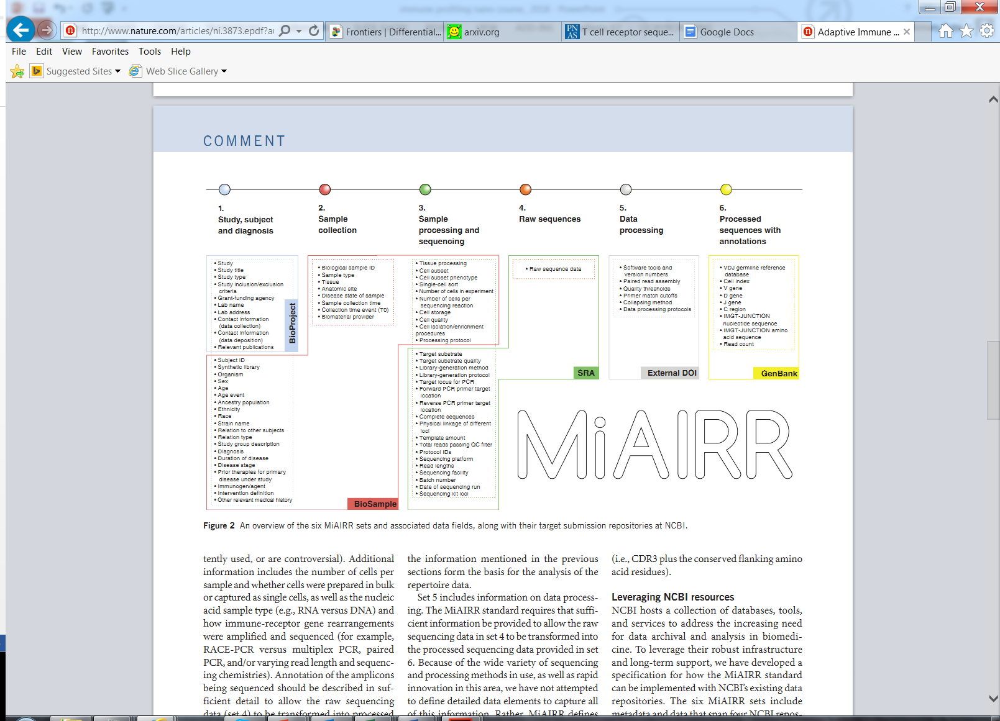 http://www.nature.com/articles/ni.3873.epdf?a
Frontiers | Differential...
arxiv.org
PN
AS
T cell receptor seque...
Google Docs
Adaptive Immune ...
File Edit View Favorites Tools Help
Suggested Sites
Web Slice Gallery
COMMENT
1.
Study, subject
and diagnosis
2.
Sample
collection
3.
Sample
processing and
sequencing
4.
Raw sequences
5.
Data
processing
6.
Processed
sequences with
annotations
• Study
• Study title
• Study type
• Study inclusion/exclusion
criteria
• Grant-funding agency
• Lab name
• Lab address
• Contact information
(data collection)
• Contact information
(data deposition)
• Relevant publications
BioProject
• Subject ID
• Synthetic library
• Organism
• Sex
• Age
• Age event
• Ancestry population
• Ethnicity
• Race
• Strain name
• Relation to other subjects
• Relation type
• Study group description
• Diagnosis
• Duration of disease
• Disease stage
• Prior therapies for primary
disease under study
• Immunogen/agent
• Intervention definition
• Other relevant medical history
• Biological sample ID
• Sample type
• Tissue
• Anatomic site
• Disease state of sample
• Sample collection time
• Collection time event (T0)
• Biomaterial provider
BioSample
• Tissue processing
• Cell subset
• Cell subset phenotype
• Single-cell sort
• Number of cells in experiment
• Number of cells per
sequencing reaction
• Cell storage
• Cell quality
• Cell isolation/enrichment
procedures
• Processing protocol
• Target substrate
• Target substrate quality
• Library-generation method
• Library-generation protocol
• Target locus for PCR
• Forward PCR primer target
location
• Reverse PCR primer target
location
• Complete sequences
• Physical linkage of different
loci
• Template amount
• Total reads passing QC filter
• Protocol IDs
• Sequencing platform
• Read lengths
• Sequencing facility
• Batch number
• Date of sequencing run
• Sequencing kit loci
• Raw sequence data
SRA
• Software tools and
version numbers
• Paired read assembly
• Quality thresholds
• Primer match cutoffs
• Collapsing method
• Data processing protocols
External DOI
• VDJ germline reference
database
• Cell index
• V gene
• D gene
• J gene
• C region
• IMGT-JUNCTION
nucleotide sequence
• IMGT-JUNCTION amino
acid sequence
• Read count
GenBank
MiAIRR
Figure 2 An overview of the six MiAIRR sets and associated data fields, along with their target submission repositories at NCBI.
tently used, or are controversial). Additional
information includes the number of cells per
sample and whether cells were prepared in bulk
or captured as single cells, as well as the nucleic
acid sample type (e.g., RNA versus DNA) and
how immune-receptor gene rearrangements
were amplified and sequenced (for example,
RACE-PCR versus multiplex PCR, paired
PCR, and/or varying read length and sequenc-
ing chemistries). Annotation of the amplicons
being sequenced should be described in suf-
ficient detail to allow the raw sequencing
data (set 4) to be transformed into processed
the information mentioned in the previous
sections form the basis for the analysis of the
repertoire data.
Set 5 includes information on data process-
ing. The MiAIRR standard requires that suffi-
cient information be provided to allow the raw
sequencing data in set 4 to be transformed into
the processed sequencing data provided in set
6. Because of the wide variety of sequencing
and processing methods in use, as well as rapid
innovation in this area, we have not attempted
to define detailed data elements to capture all
of this information. Rather, MiAIRR defines
(i.e., CDR3 plus the conserved flanking amino
acid residues).
Leveraging NCBI resources
NCBI hosts a collection of databases, tools,
and services to address the increasing need
for data archival and analysis in biomedi-
cine. To leverage their robust infrastructure
and long-term support, we have developed a
specification for how the MiAIRR standard
can be implemented with NCBI's existing data
repositories. The six MiAIRR sets include
metadata and data that span four NCBI repos-